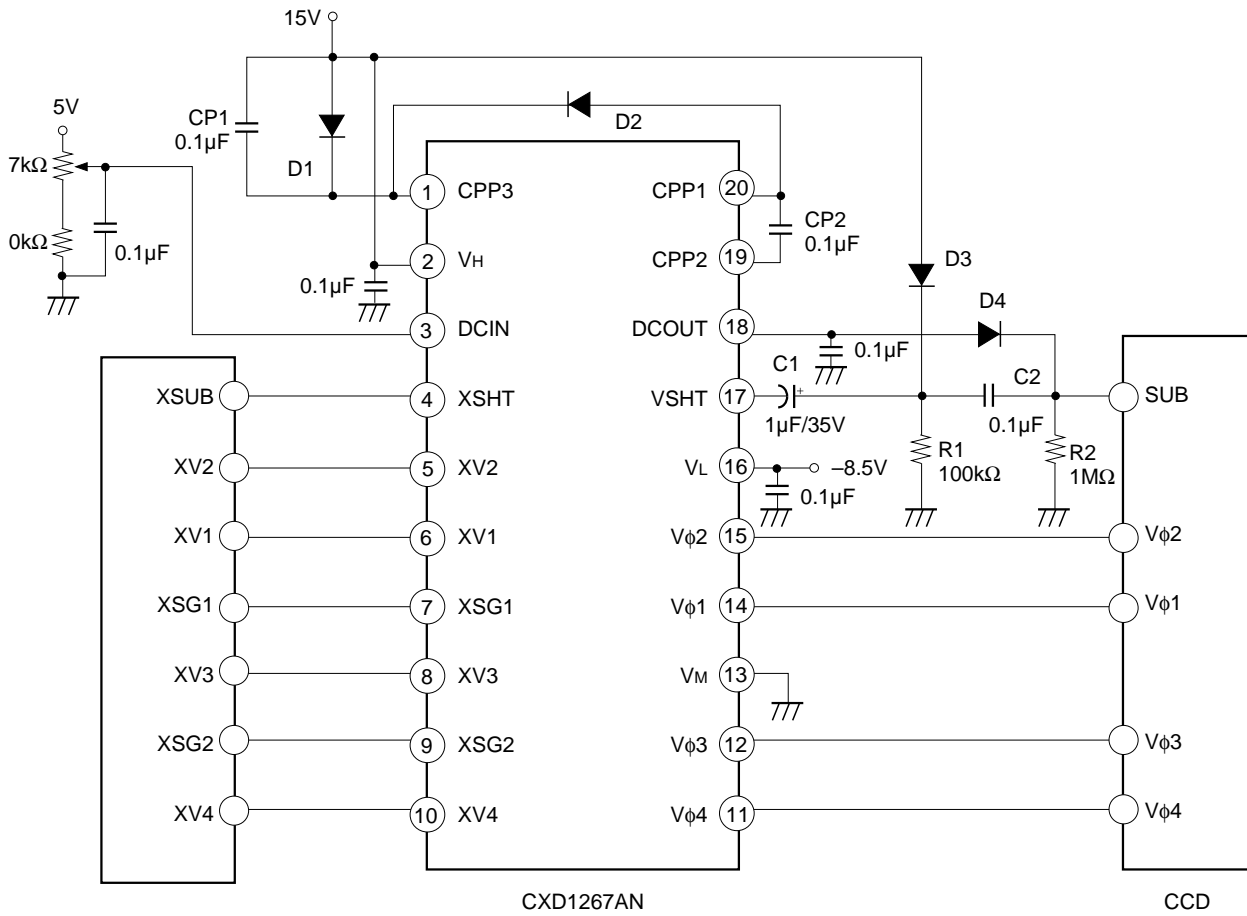 15V
5V
CP1
0.1µF
D2
7kΩ
D1
1
CPP3
CPP1
20
CP2
0.1µF
0kΩ
0.1µF
2
VH
CPP2
19
D3
0.1µF
D4
3
DCIN
DCOUT
18
0.1µF
C1
C2
XSUB
4
XSHT
VSHT
17
+
SUB
1µF/35V
0.1µF
R1
100kΩ
R2
1MΩ
XV2
5
XV2
VL
16
–8.5V
0.1µF
XV1
6
XV1
Vϕ2
15
Vϕ2
XSG1
7
XSG1
Vϕ1
14
Vϕ1
XV3
8
XV3
VM
13
XSG2
9
XSG2
Vϕ3
12
Vϕ3
XV4
10
XV4
Vϕ4
11
Vϕ4
CXD1267AN
CCD